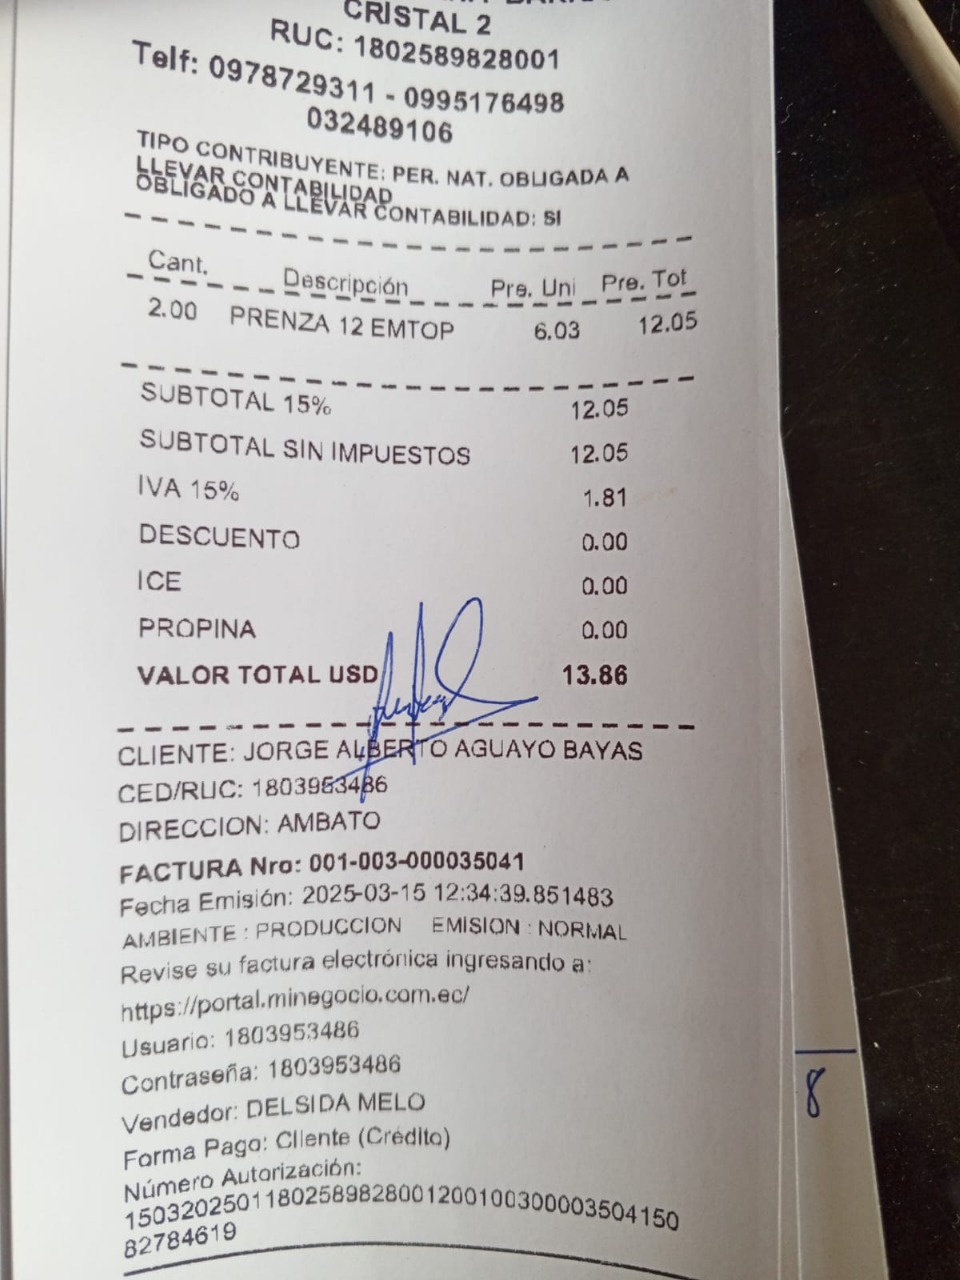 CRISTAL 2
RUC: 1802589828001
Telf: 0978729311 - 0995176498
032489106
TIPO CONTRIBUYENTE: PER. NAT. OBLIGADA A
LLEVAR CONTABILIDAD
OBLIGADO A LLEVAR CONTABILIDAD: SI
Cant. Descripción Pre. Uni Pre. Tot
2.00 PRENZA 12 EMTOP 6.03 12.05
SUBTOTAL 15% 12.05
SUBTOTAL SIN IMPUESTOS 12.05
IVA 15% 1.81
DESCUENTO 0.00
ICE 0.00
PROPINA 0.00
VALOR TOTAL USD 13.86
CLIENTE: JORGE ALBERTO AGUAYO BAYAS
CED/RUC: 1803953486
DIRECCION: AMBATO
FACTURA Nro: 001-003-000035041
Fecha Emisión: 2025-03-15 12:34:39.851483
AMBIENTE : PRODUCCION EMISION : NORMAL
Revise su factura electrónica ingresando a:
https://portal.minegocio.com.ec/
Usuario: 1803953486
Contraseña: 1803953486
Vendedor: DELSIDA MELO
Forma Pago: Cliente (Crédito)
Número Autorización:
15032025011802589828001200100300003504150
82784619
8